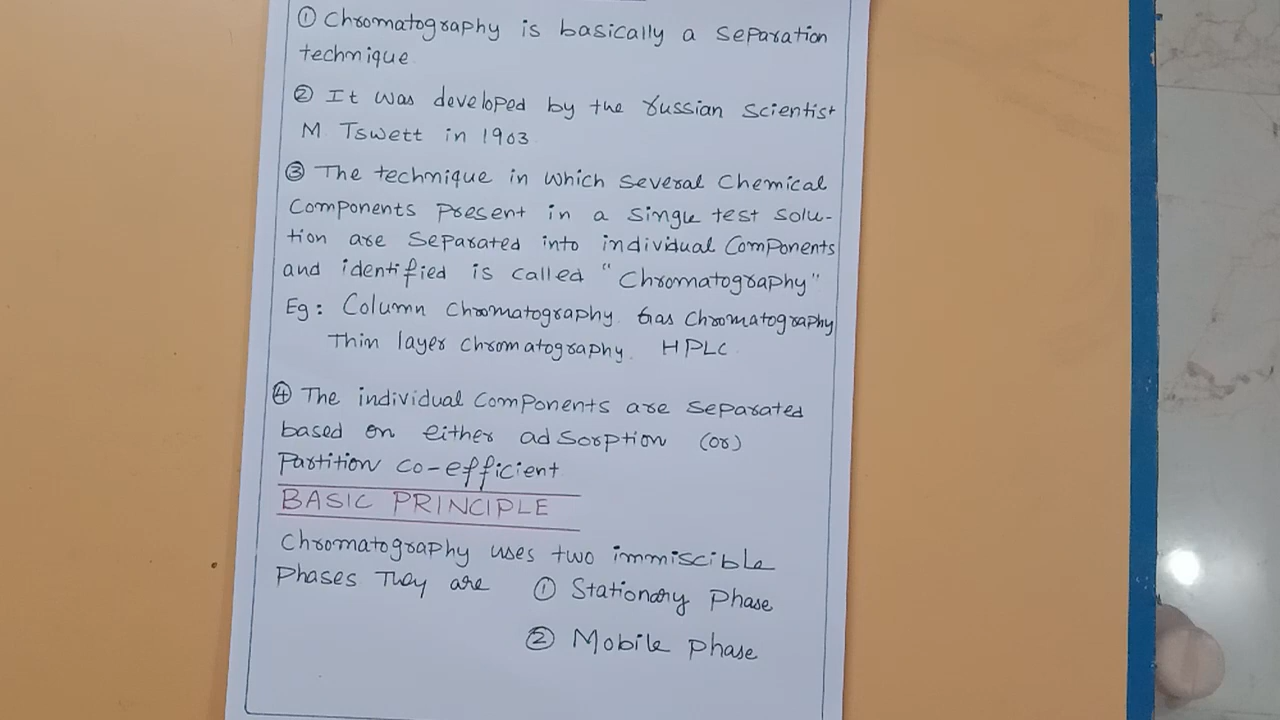 ① Chromatography is basically a separation
technique
② It was developed by the russian scientist
M Tswett in 1903
③ The technique in which several chemical
components present in a single test solu-
tion are separated into individual components
and identified is called "Chromatography"
Eg: Column chromatography. Gas chromatography
Thin layer chromatography. HPLC
④ The individual components are separated
based on either adsorption (or)
Partition co-efficient
BASIC PRINCIPLE
Chromatography uses two immiscible
phases They are ① Stationary Phase
② Mobile phase